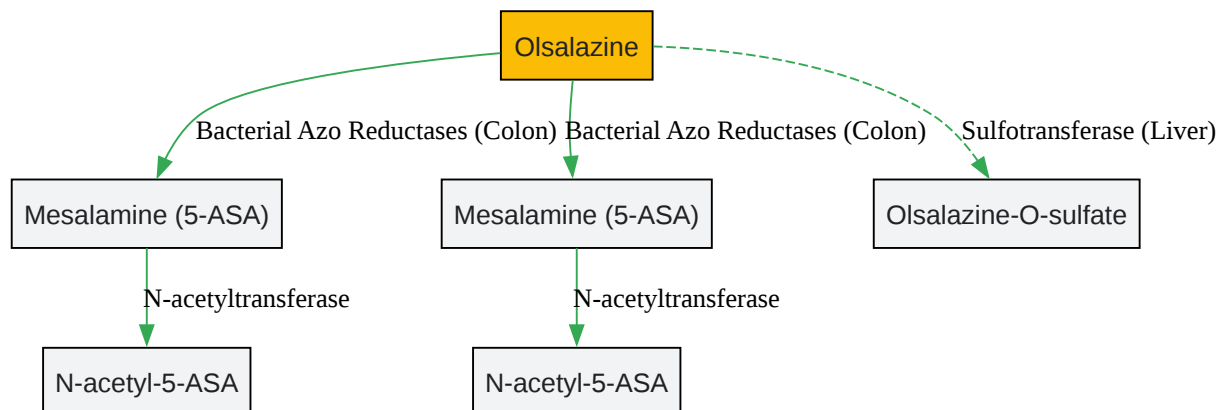 Olsalazine
Bacterial Azo Reductases (Colon)
Bacterial Azo Reductases (Colon)
Sulfotransferase (Liver)
Mesalamine (5-ASA)
Mesalamine (5-ASA)
Olsalazine-O-sulfate
N-acetyltransferase
N-acetyltransferase
N-acetyl-5-ASA
N-acetyl-5-ASA